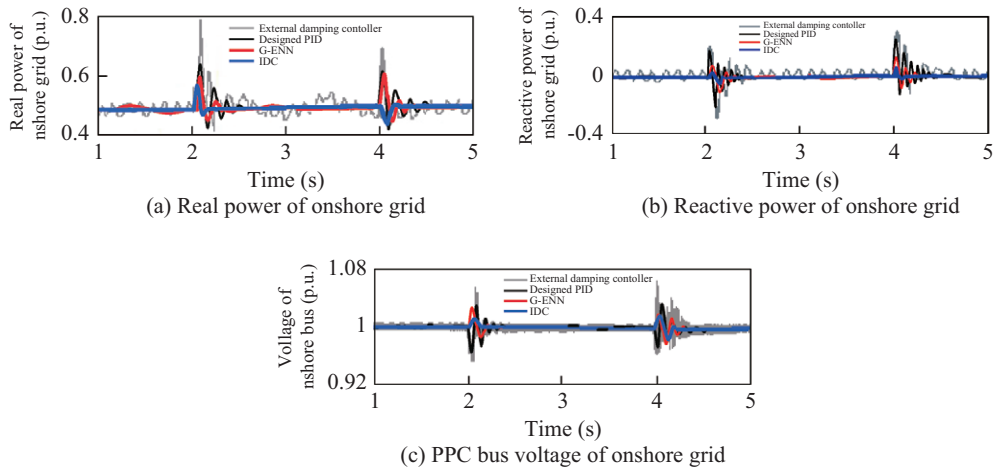 Real power of
nshore grid (p.u.)
0.8
0.6
0.4
External damping contoller
Designed PID
G-ENN
IDC
1
2
3
4
5
Time (s)
(a) Real power of onshore grid
Reactive power of
nshore grid (p.u.)
0.4
0
-0.4
External damping contoller
Designed PID
G-ENN
IDC
1
2
3
4
5
Time (s)
(b) Reactive power of onshore grid
Voltage of
nshore bus (p.u.)
1.08
1
0.92
External damping contoller
Designed PID
G-ENN
IDC
1
2
3
4
5
Time (s)
(c) PPC bus voltage of onshore grid